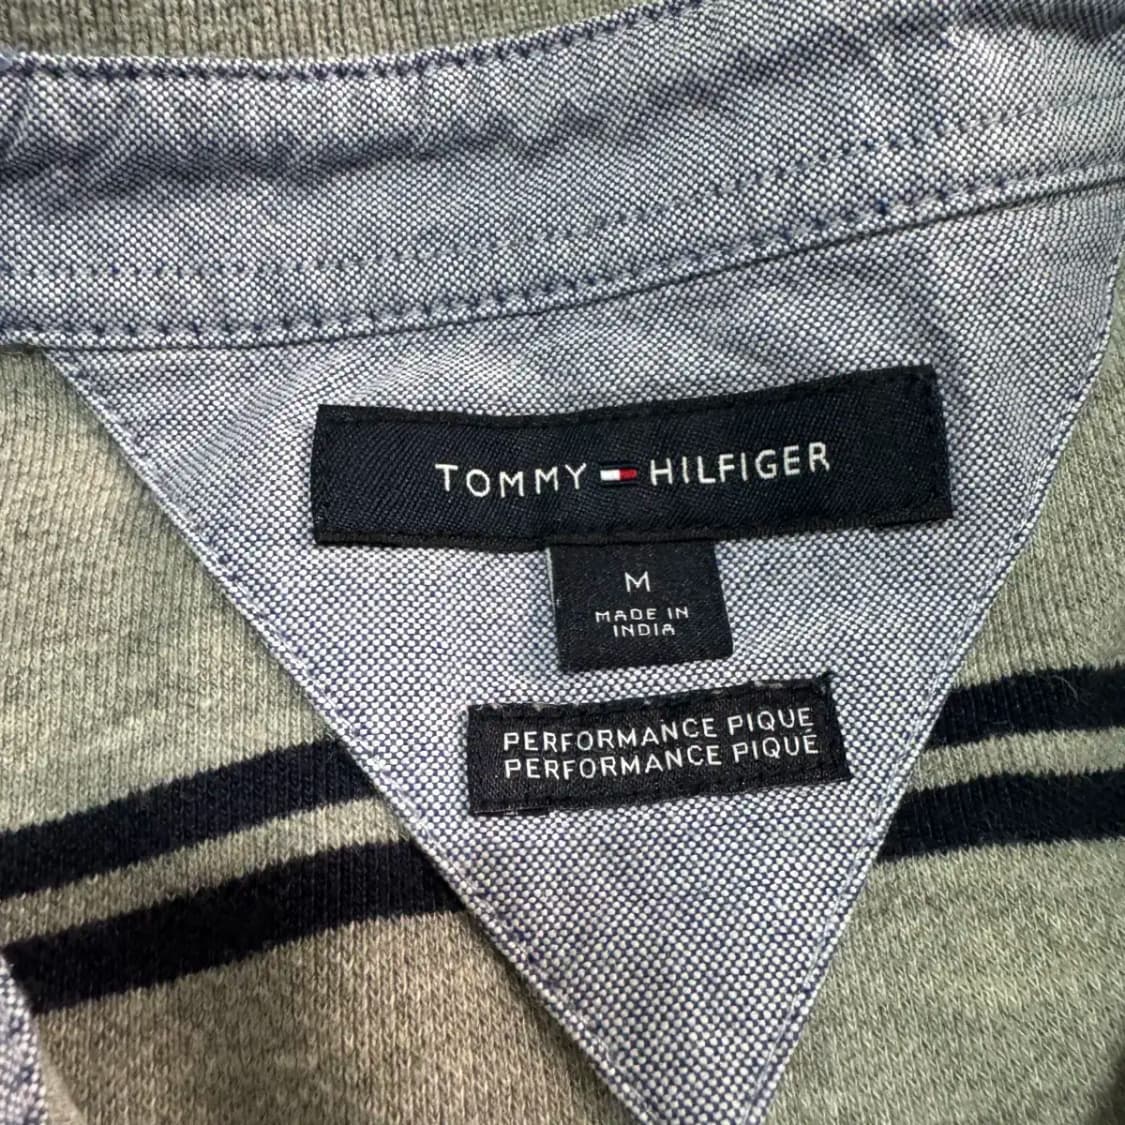 TOMMY HILFIGER
M
MADE IN
INDIA
PERFORMANCE PIQUE
PERFORMANCE PIQUÉ